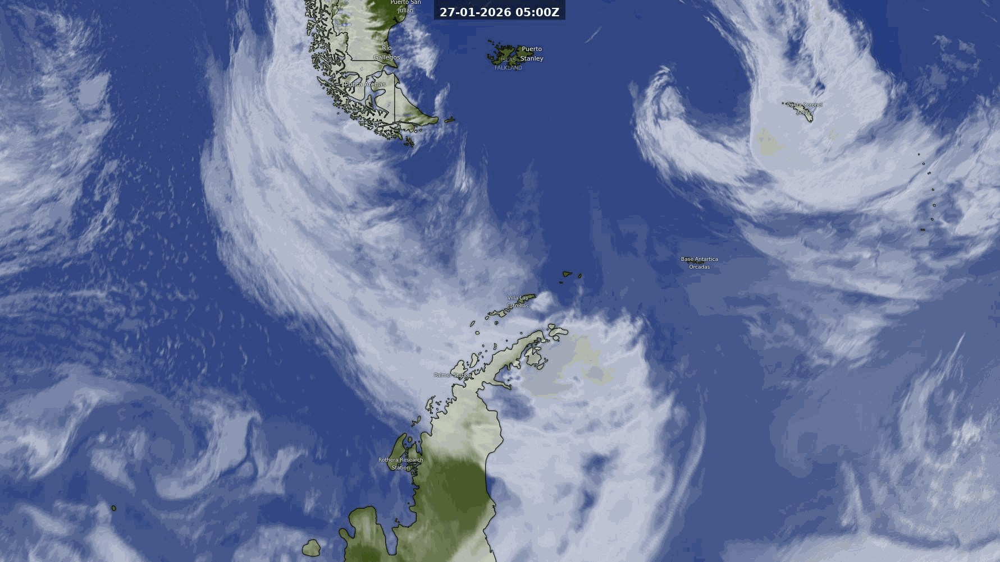 Puerto San
Julián
27-01-2026 05:00Z
Río
Gallegos
Puerto
Stanley
ISLAS
FALKLAND
Punta Arenas
Punta Coronel
Zelaya
Base Antartica
Orcadas
Villa Las
Estrellas
Palmer Station
Rothera Research
Station